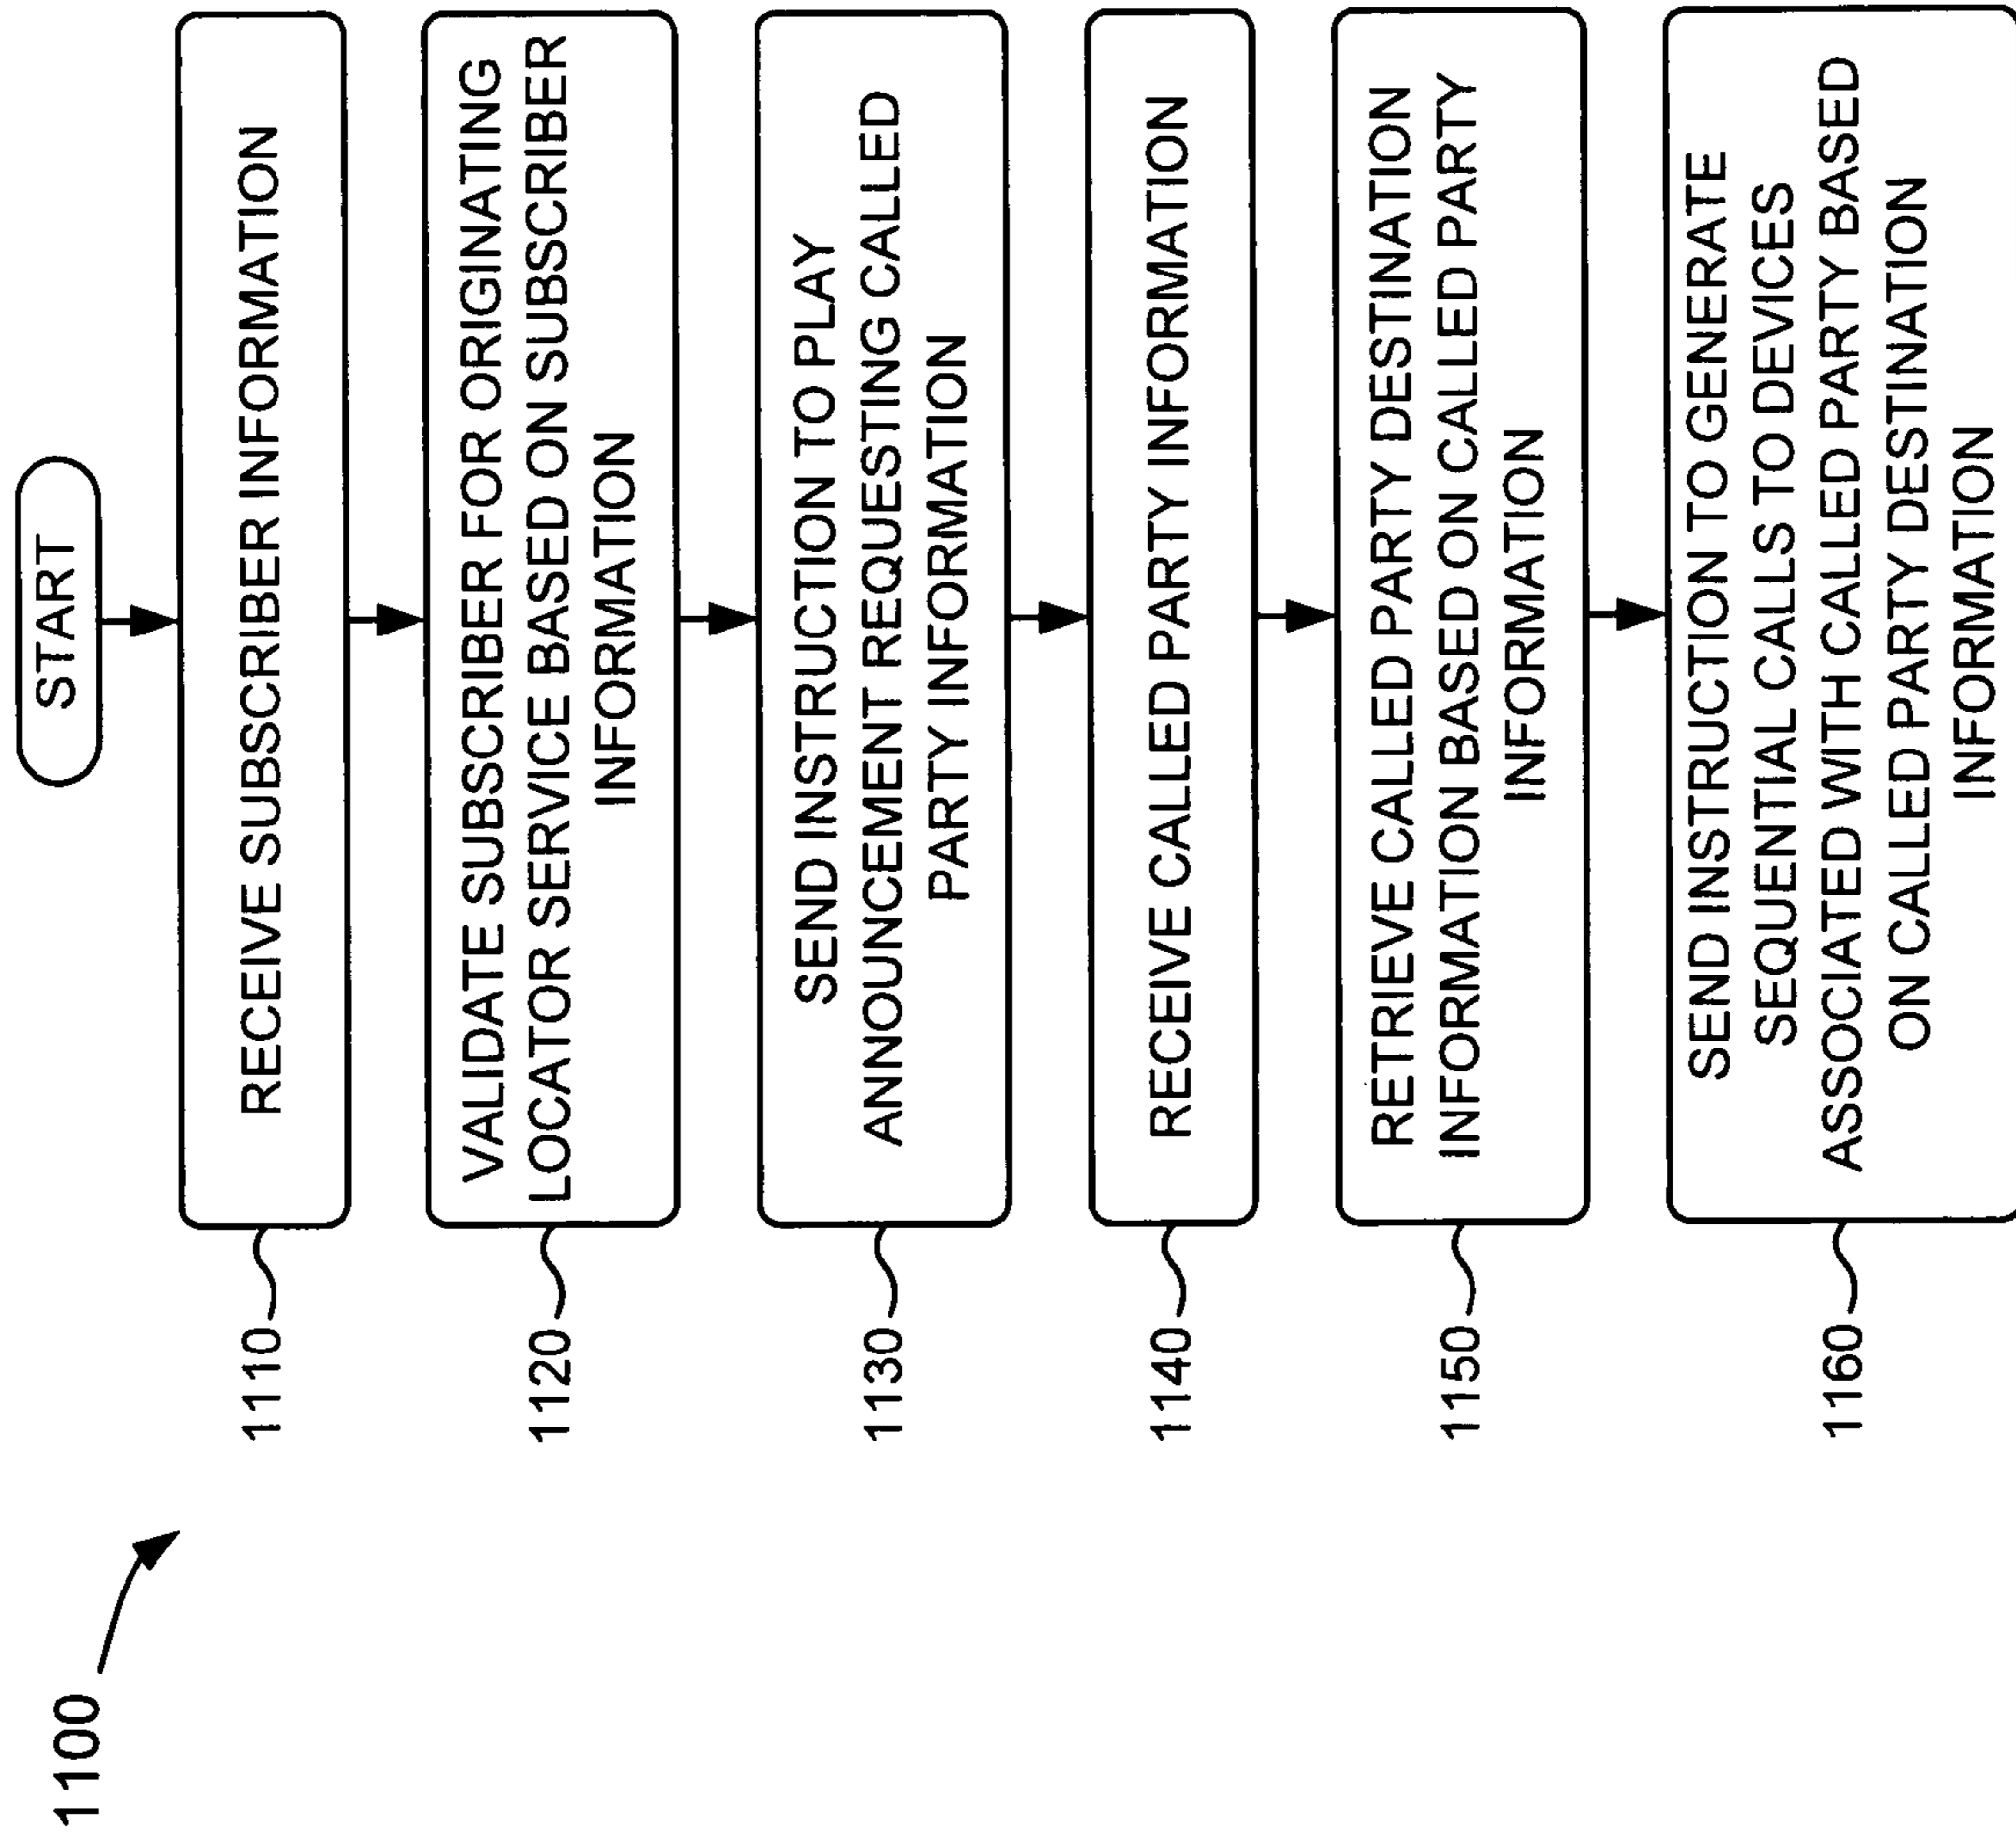 1100
START
1110
RECEIVE SUBSCRIBER INFORMATION
1120
VALIDATE SUBSCRIBER FOR ORIGINATING
LOCATOR SERVICE BASED ON SUBSCRIBER
INFORMATION
1130
SEND INSTRUCTION TO PLAY
ANNOUNCEMENT REQUESTING CALLED
PARTY INFORMATION
1140
RECEIVE CALLED PARTY INFORMATION
1150
RETRIEVE CALLED PARTY DESTINATION
INFORMATION BASED ON CALLED PARTY
INFORMATION
1160
SEND INSTRUCTION TO GENERATE
SEQUENTIAL CALLS TO DEVICES
ASSOCIATED WITH CALLED PARTY BASED
ON CALLED PARTY DESTINATION
INFORMATION